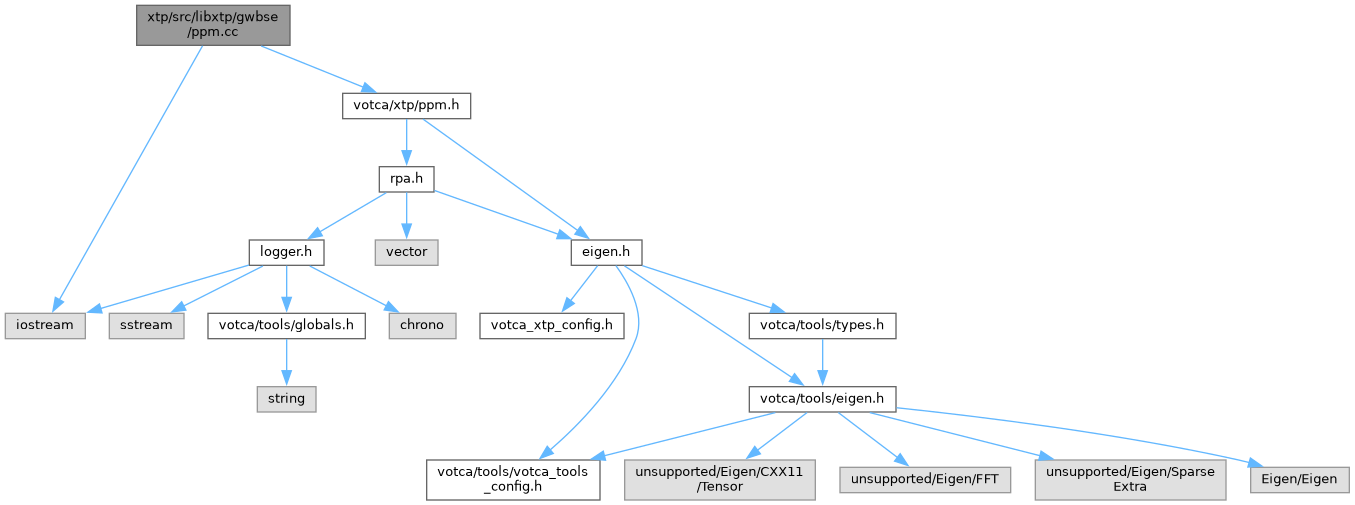 xtp/src/libxtp/gwbse
/ppm.cc
votca/xtp/ppm.h
rpa.h
logger.h
vector
eigen.h
iostream
sstream
votca/tools/globals.h
chrono
votca_xtp_config.h
votca/tools/types.h
string
votca/tools/eigen.h
votca/tools/votca_tools
_config.h
unsupported/Eigen/CXX11
/Tensor
unsupported/Eigen/FFT
unsupported/Eigen/Sparse
Extra
Eigen/Eigen